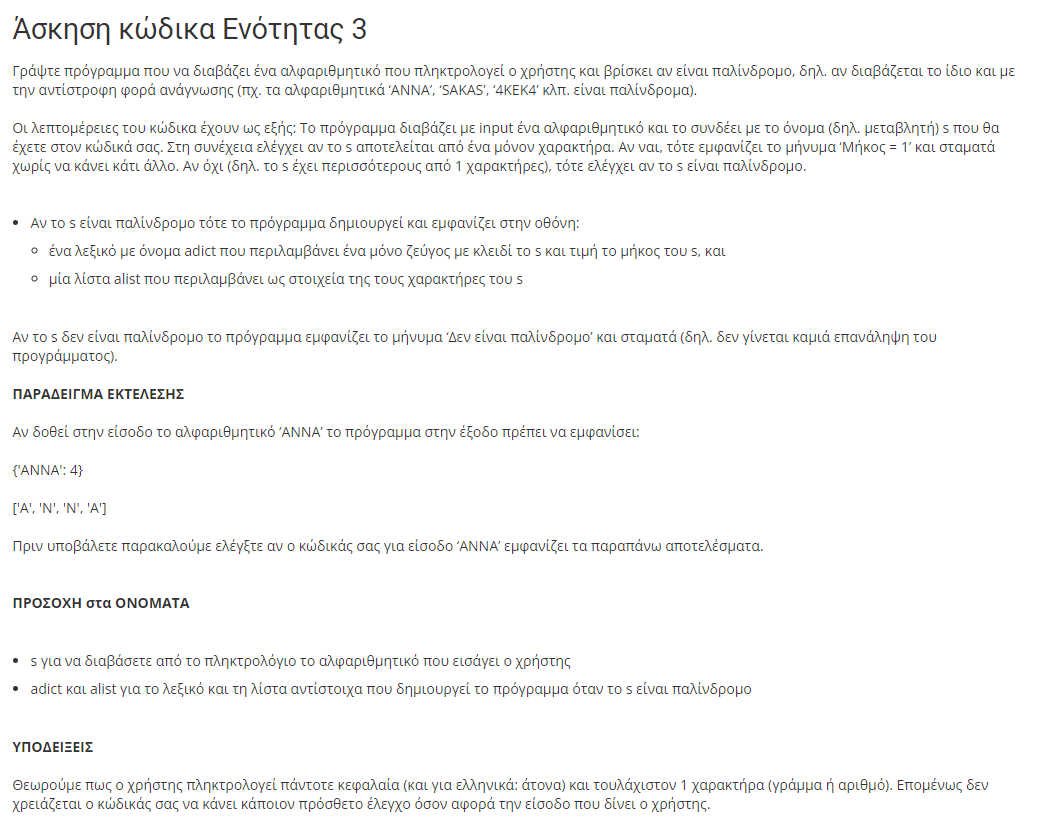 Άσκηση κώδικα Ενότητας 3
Γράψτε πρόγραμμα που να διαβάζει ένα αλφαριθμητικό που πληκτρολογεί ο χρήστης και βρίσκει αν είναι παλίνδρομο, δηλ. αν διαβάζεται το ίδιο και με
την αντίστροφη φορά ανάγνωσης (πχ. τα αλφαριθμητικά ‘ANNA’, ‘SAKAS’, ‘4KEK4’ κλπ. είναι παλίνδρομα).
Οι λεπτομέρειες του κώδικα έχουν ως εξής: Το πρόγραμμα διαβάζει με input ένα αλφαριθμητικό και το συνδέει με το όνομα (δηλ. μεταβλητή) s που θα
έχετε στον κώδικά σας. Στη συνέχεια ελέγχει αν το s αποτελείται από ένα μόνον χαρακτήρα. Αν ναι, τότε εμφανίζει το μήνυμα ‘Μήκος = 1’ και σταματά
χωρίς να κάνει κάτι άλλο. Αν όχι (δηλ. το s έχει περισσότερους από 1 χαρακτήρες), τότε ελέγχει αν το s είναι παλίνδρομο.
• Αν το s είναι παλίνδρομο τότε το πρόγραμμα δημιουργεί και εμφανίζει στην οθόνη:
◦ ένα λεξικό με όνομα adict που περιλαμβάνει ένα μόνο ζεύγος με κλειδί το s και τιμή το μήκος του s, και
◦ μία λίστα alist που περιλαμβάνει ως στοιχεία της τους χαρακτήρες του s
Αν το s δεν είναι παλίνδρομο το πρόγραμμα εμφανίζει το μήνυμα ‘Δεν είναι παλίνδρομο’ και σταματά (δηλ. δεν γίνεται καμιά επανάληψη του
προγράμματος).
ΠΑΡΑΔΕΙΓΜΑ ΕΚΤΕΛΕΣΗΣ
Αν δοθεί στην είσοδο το αλφαριθμητικό ‘ANNA’ το πρόγραμμα στην έξοδο πρέπει να εμφανίσει:
{'ANNA': 4}
['A', 'N', 'N', 'A']
Πριν υποβάλετε παρακαλούμε ελέγξτε αν ο κώδικάς σας για είσοδο ‘ANNA’ εμφανίζει τα παραπάνω αποτελέσματα.
ΠΡΟΣΟΧΗ στα ΟΝΟΜΑΤΑ
• s για να διαβάσετε από το πληκτρολόγιο το αλφαριθμητικό που εισάγει ο χρήστης
• adict και alist για το λεξικό και τη λίστα αντίστοιχα που δημιουργεί το πρόγραμμα όταν το s είναι παλίνδρομο
ΥΠΟΔΕΙΞΕΙΣ
Θεωρούμε πως ο χρήστης πληκτρολογεί πάντοτε κεφαλαία (και για ελληνικά: άτονα) και τουλάχιστον 1 χαρακτήρα (γράμμα ή αριθμό). Επομένως δεν
χρειάζεται ο κώδικάς σας να κάνει κάποιον πρόσθετο έλεγχο όσον αφορά την είσοδο που δίνει ο χρήστης.